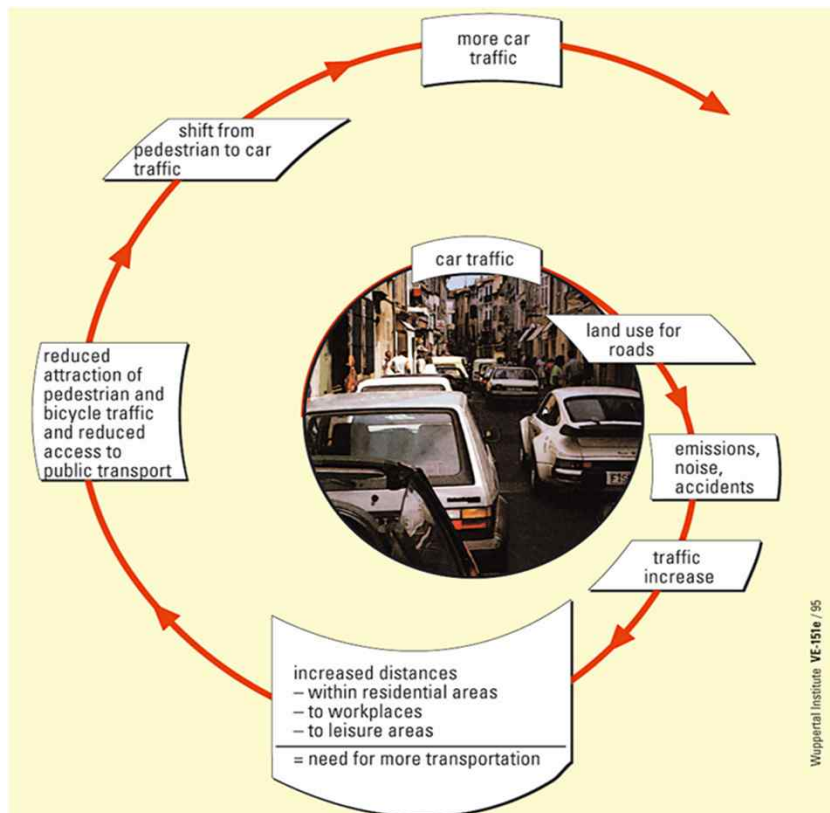 more car
traffic
shift from
pedestrian to car
traffic
car traffic
land use for
roads
reduced
attraction of
pedestrian and
bicycle traffic
and reduced
access to
public transport
emissions,
noise,
accidents
traffic
increase
increased distances
– within residential areas
– to workplaces
– to leisure areas
= need for more transportation
Wuppertal Institute VE-151e / 95